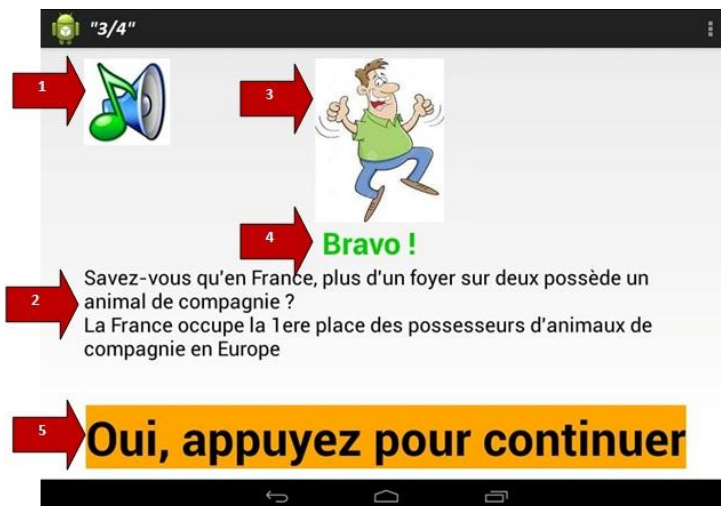 "3/4"
1
3
4
Bravo !
Savez-vous qu'en France, plus d'un foyer sur deux possède un
2
animal de compagnie ?
La France occupe la 1ere place des possesseurs d'animaux de
compagnie en Europe
5
Oui, appuyez pour continuer